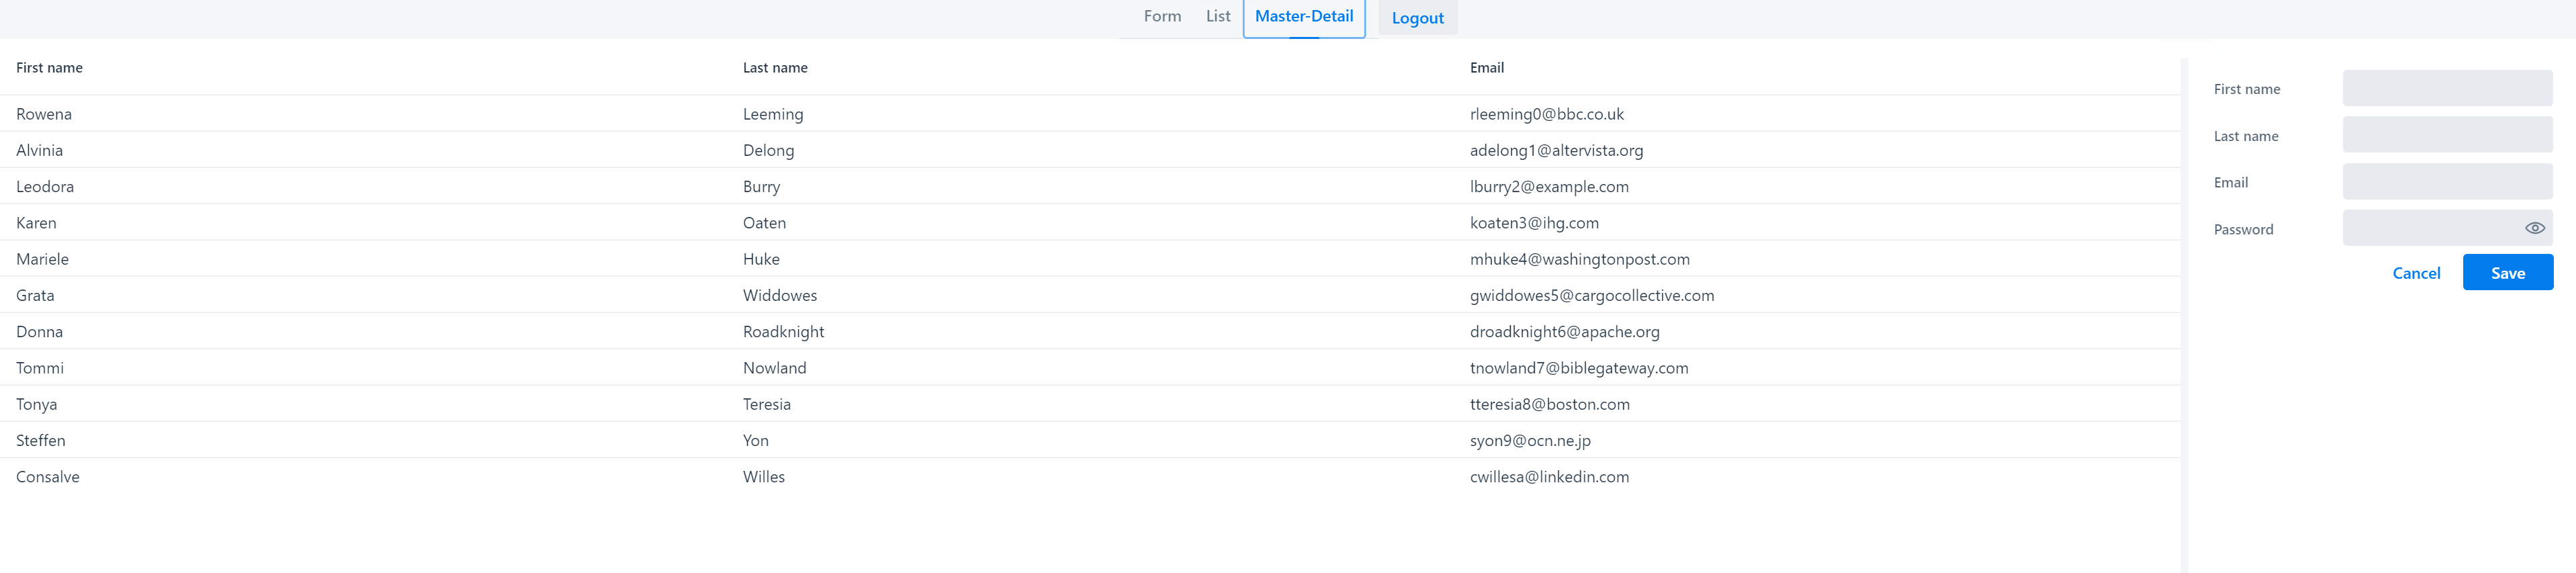 Form List Master-Detail Logout
First name Last name Email
Rowena Leeming rleeming0@bbc.co.uk
Alvinia Delong adelong1@altervista.org
Leodora Burry lburry2@example.com
Karen Oaten koaten3@ihg.com
Mariele Huke mhuke4@washingtonpost.com
Grata Widdowes gwiddowes5@cargocollective.com
Donna Roadknight droadknight6@apache.org
Tommi Nowland tnowland7@biblegateway.com
Tonya Teresia tteresia8@boston.com
Steffen Yon syon9@ocn.ne.jp
Consalve Willes cwillesa@linkedin.com
First name
Last name
Email
Password
Cancel Save